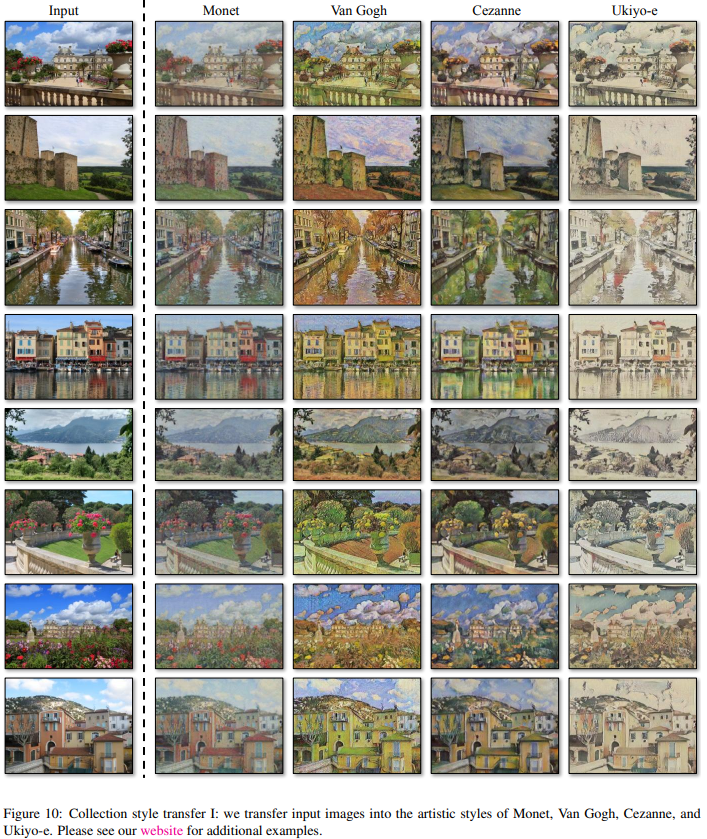 Input Monet Van Gogh Cezanne Ukiyo-e
Figure 10: Collection style transfer I: we transfer input images into the artistic styles of Monet, Van Gogh, Cezanne, and
Ukiyo-e. Please see our website for additional examples.